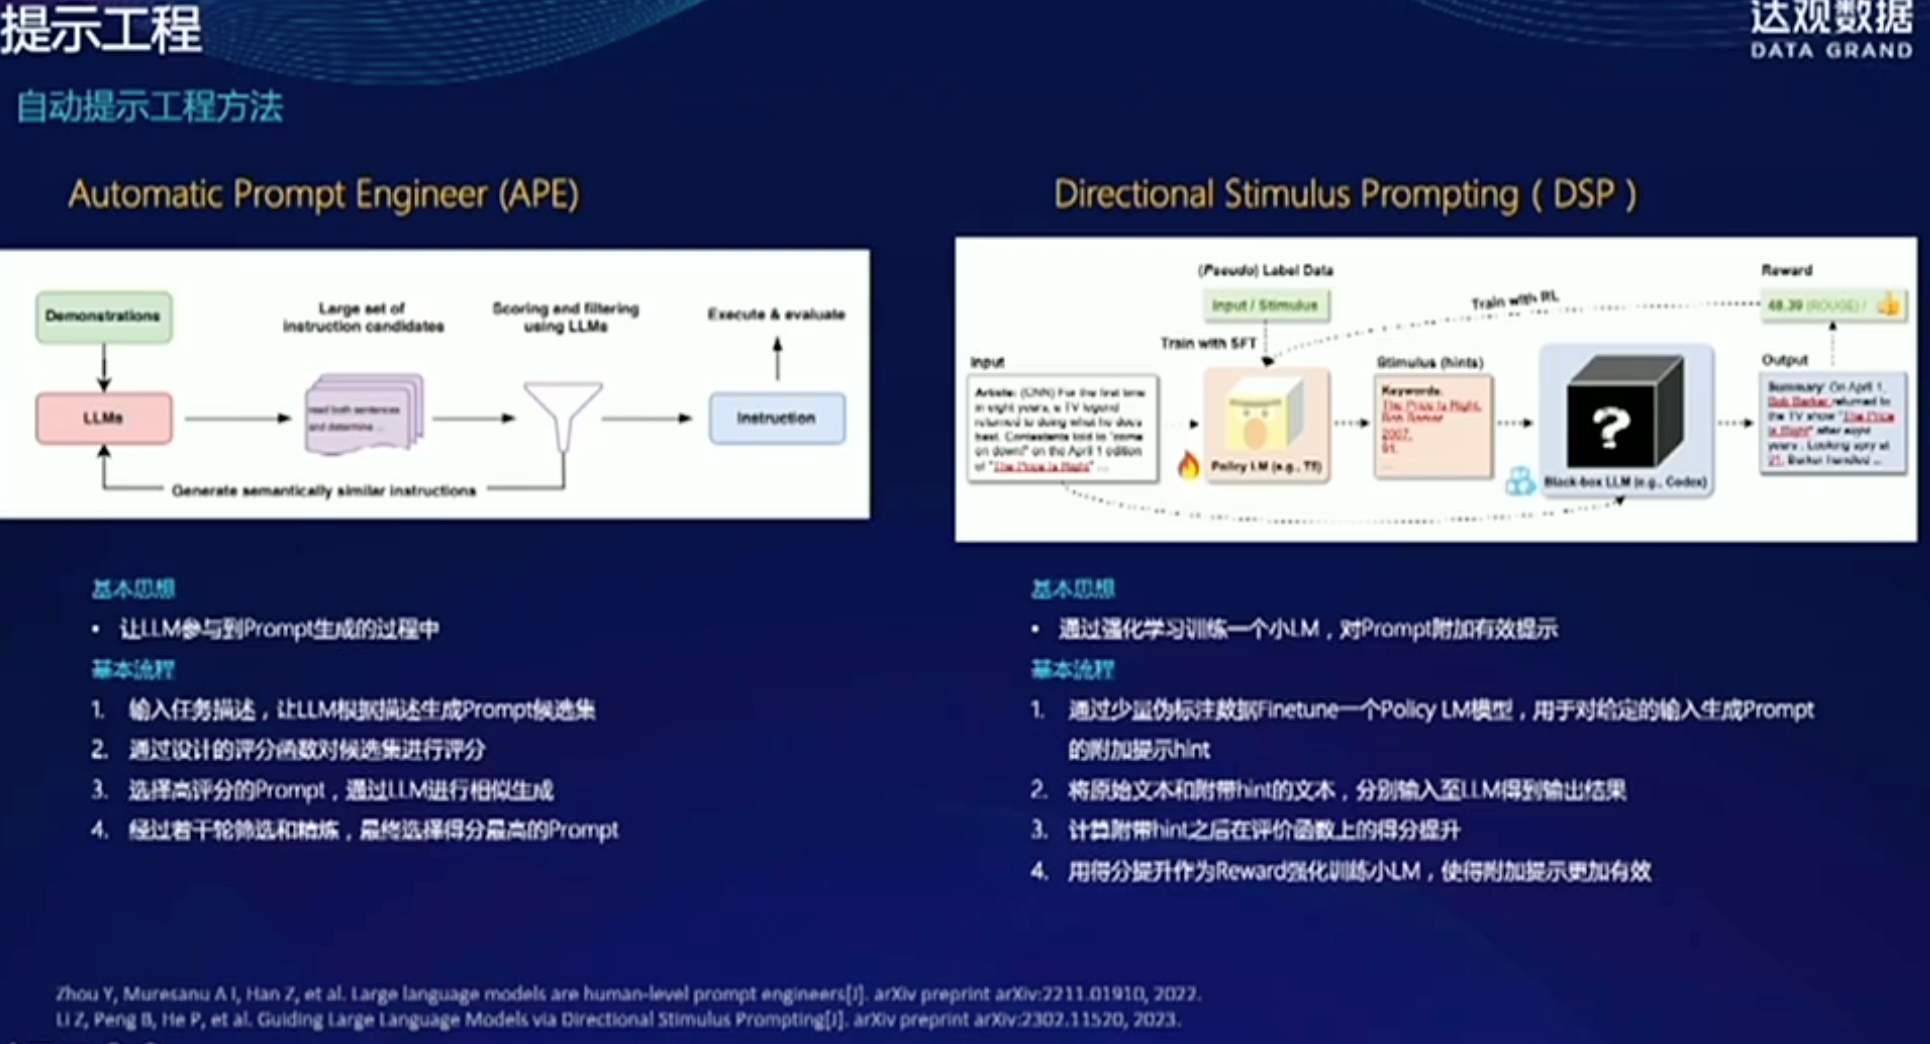 提示工程
达观数据
DATA GRAND
自动提示工程方法
Automatic Prompt Engineer (APE)
Demonstrations
LLMs
Large set of
instruction candidates
read both sentences
and determine ...
Scoring and filtering
using LLMs
Execute & evaluate
Instruction
Generate semantically similar instructions
基本思想
• 让LLM参与到Prompt生成的过程中
基本流程
1. 输入任务描述，让LLM根据描述生成Prompt候选集
2. 通过设计的评分函数对候选集进行评分
3. 选择高评分的Prompt，通过LLM进行相似生成
4. 经过若干轮筛选和精炼，最终选择得分最高的Prompt
Directional Stimulus Prompting ( DSP )
(Pseudo) Label Data
Input / Stimulus
Train with SFT
Train with RL
Reward
48.39 (ROUGE) /
Input
Article: (CNN) For the first time
in eight years, a TV legend
returned to doing what he does
best. Contestants told to "come
on down!" on the April 1 edition
of "The Price Is Right" ...
Policy LM (e.g., T5)
Stimulus (hints)
Keywords:
The Price Is Right,
Bob Barker
2007,
91.
...
?
Black-box LLM (e.g., Codex)
Output
Summary: On April 1,
Bob Barker returned to
the TV show "The Price
Is Right" after eight
years. Looking spry at
91, Barker handled ...
基本思想
• 通过强化学习训练一个小LM，对Prompt附加有效提示
基本流程
1. 通过少量伪标注数据Finetune一个Policy LM模型，用于对给定的输入生成Prompt
的附加提示hint
2. 将原始文本和附带hint的文本，分别输入至LLM得到输出结果
3. 计算附带hint之后在评价函数上的得分提升
4. 用得分提升作为Reward强化训练小LM，使得附加提示更加有效
Zhou Y, Muresanu A I, Han Z, et al. Large language models are human-level prompt engineers[J]. arXiv preprint arXiv:2211.01910, 2022.
Li Z, Peng B, He P, et al. Guiding Large Language Models via Directional Stimulus Prompting[J]. arXiv preprint arXiv:2302.11520, 2023.